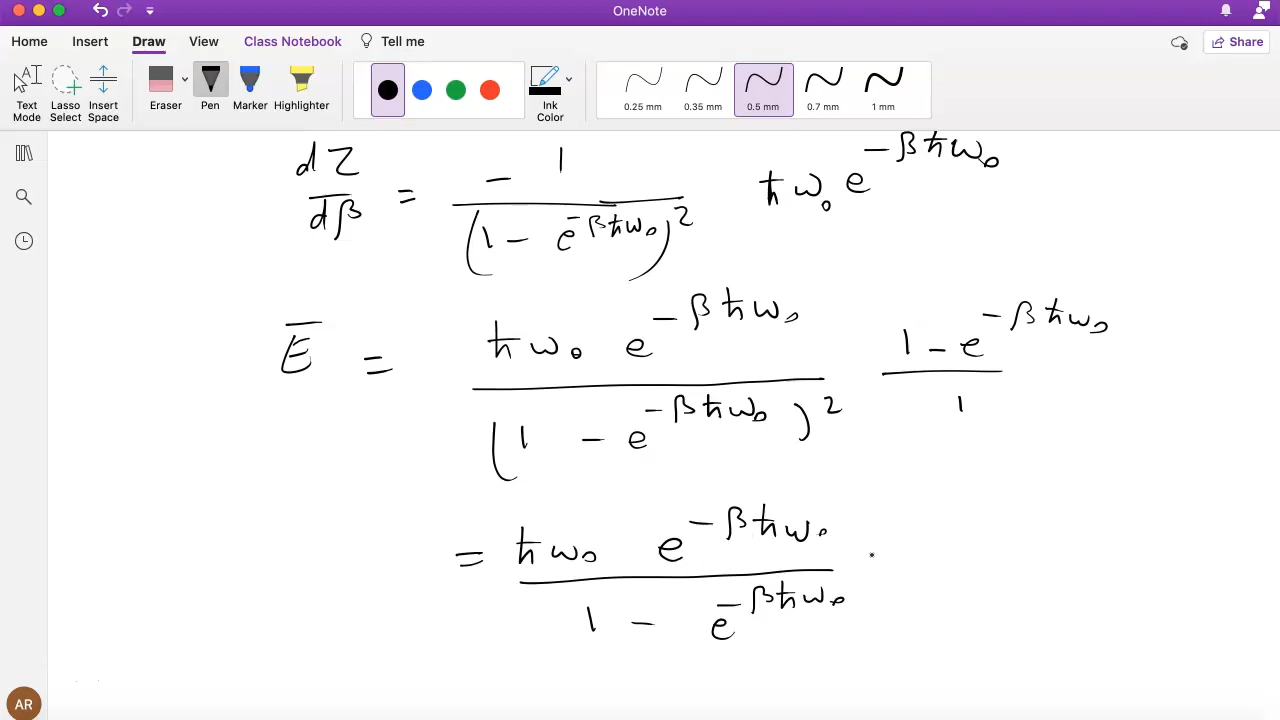 OneNote
Home Insert Draw View Class Notebook Tell me Share
Text Mode Lasso Select Insert Space Eraser Pen Marker Highlighter Ink Color 0.25 mm 0.35 mm 0.5 mm 0.7 mm 1 mm
dZ/dβ = -1/(1 - e^{-βℏω₀})² ℏω₀ e^{-βℏω₀}
E̅ = ℏω₀ e^{-βℏω₀}/(1 - e^{-βℏω₀})² (1 - e^{-βℏω₀})/1
= ℏω₀ e^{-βℏω₀}/(1 - e^{-βℏω₀})
AR